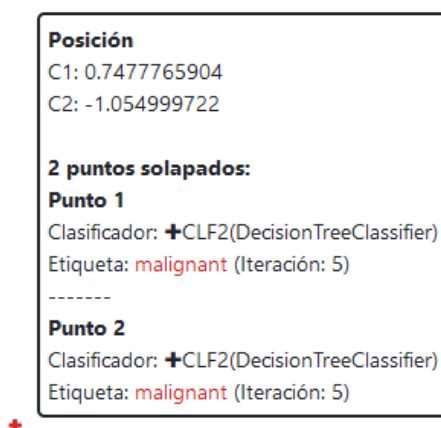 Posición
C1: 0.7477765904
C2: -1.054999722
2 puntos solapados:
Punto 1
Clasificador: ✚CLF2(DecisionTreeClassifier)
Etiqueta: malignant (Iteración: 5)
-------
Punto 2
Clasificador: ✚CLF2(DecisionTreeClassifier)
Etiqueta: malignant (Iteración: 5)